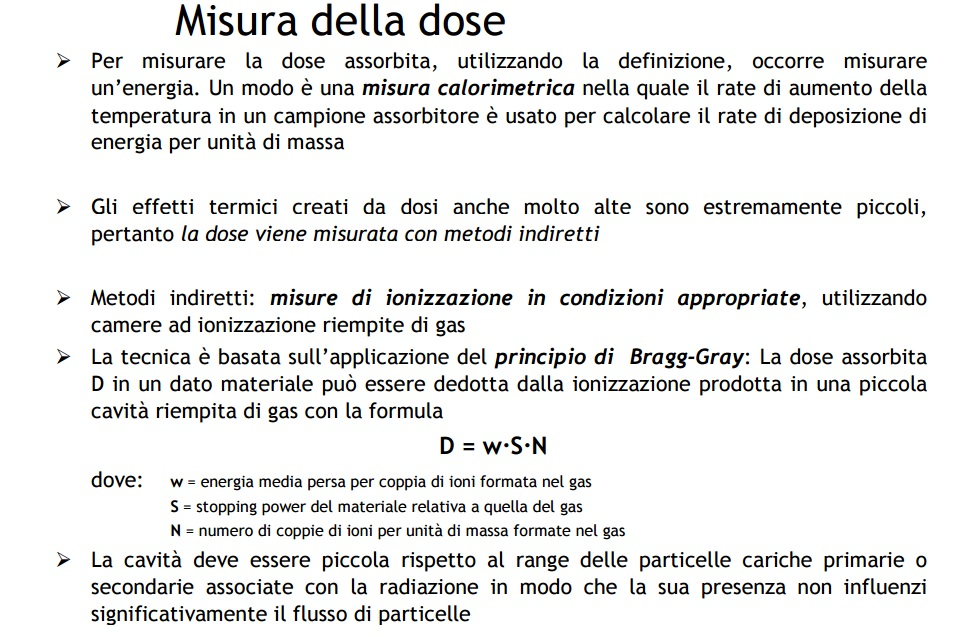 Misura della dose
➢ Per misurare la dose assorbita, utilizzando la definizione, occorre misurare
un’energia. Un modo è una misura calorimetrica nella quale il rate di aumento della
temperatura in un campione assorbitore è usato per calcolare il rate di deposizione di
energia per unità di massa
➢ Gli effetti termici creati da dosi anche molto alte sono estremamente piccoli,
pertanto la dose viene misurata con metodi indiretti
➢ Metodi indiretti: misure di ionizzazione in condizioni appropriate, utilizzando
camere ad ionizzazione riempite di gas
➢ La tecnica è basata sull’applicazione del principio di Bragg-Gray: La dose assorbita
D in un dato materiale può essere dedotta dalla ionizzazione prodotta in una piccola
cavità riempita di gas con la formula
D = w·S·N
dove: w = energia media persa per coppia di ioni formata nel gas
S = stopping power del materiale relativa a quella del gas
N = numero di coppie di ioni per unità di massa formate nel gas
➢ La cavità deve essere piccola rispetto al range delle particelle cariche primarie o
secondarie associate con la radiazione in modo che la sua presenza non influenzi
significativamente il flusso di particelle